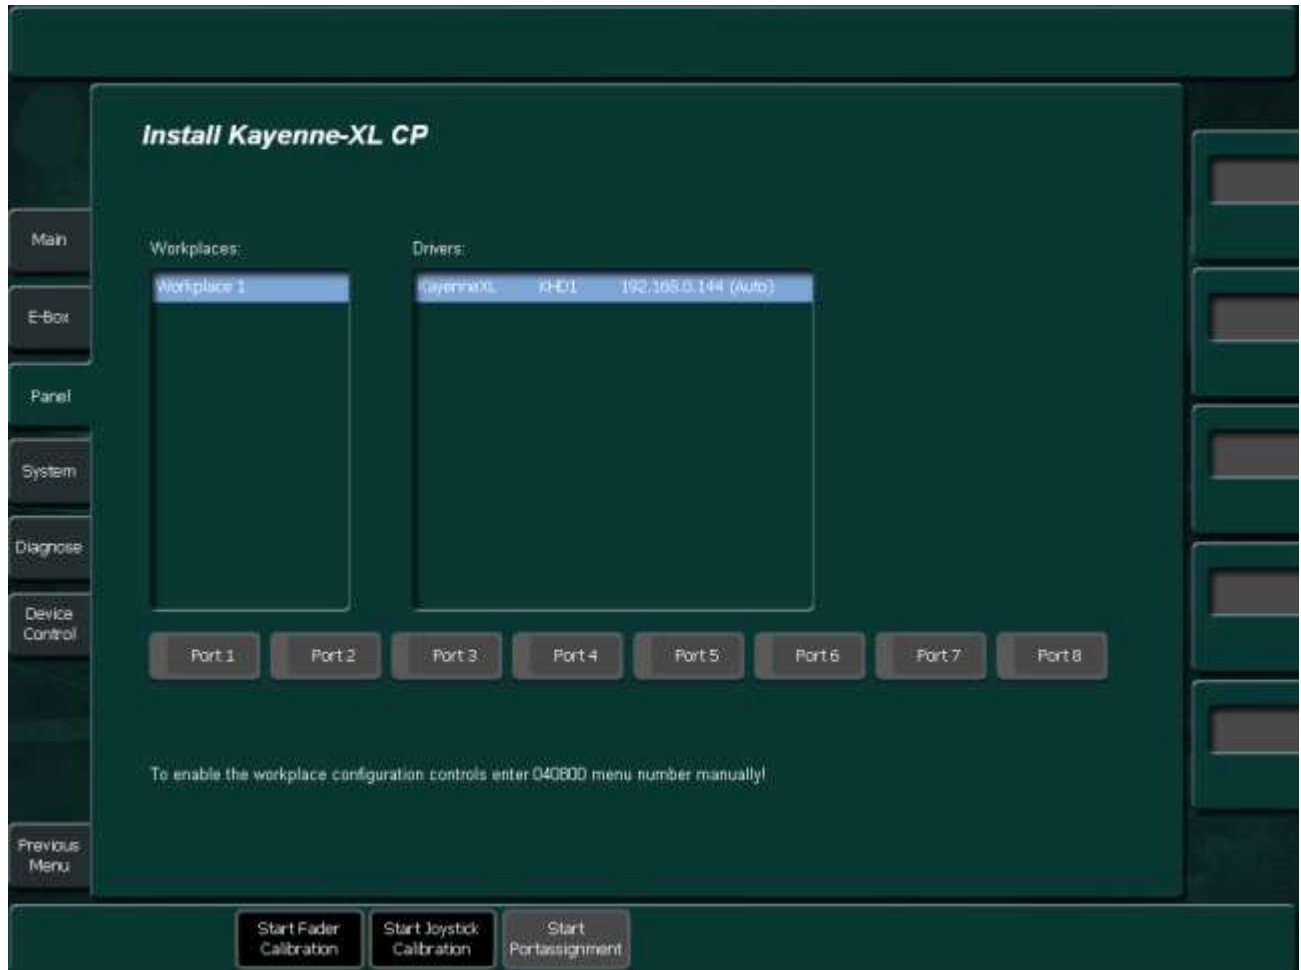 Install Kayenne-XL CP
Main
E-Box
Panel
System
Diagnose
Device
Control
Previous
Menu
Workplaces:
Workplace 1
Drivers:
KayenneXL KHD1 192.168.0.144 (Auto)
Port 1 Port 2 Port 3 Port 4 Port 5 Port 6 Port 7 Port 8
To enable the workplace configuration controls enter 040800 menu number manually!
Start Fader
Calibration
Start Joystick
Calibration
Start
Portassignment